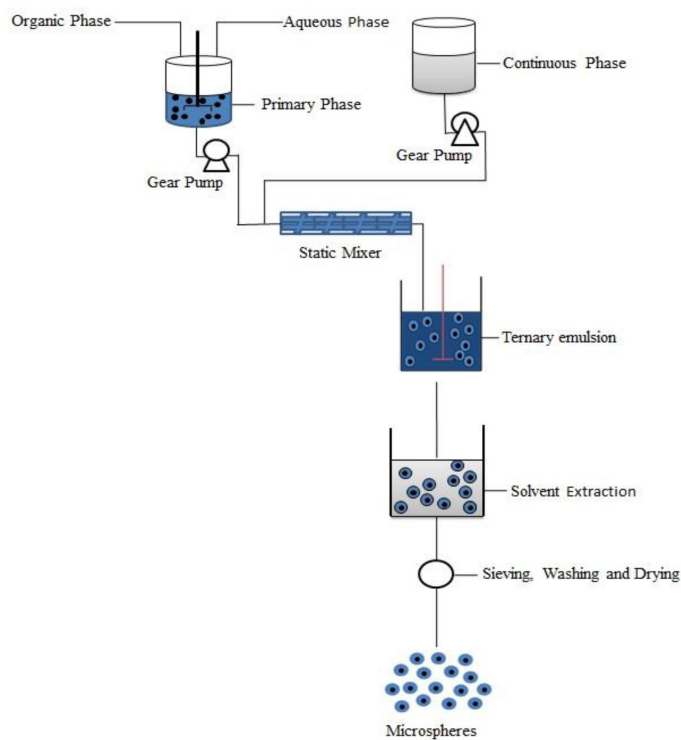 Organic Phase
Aqueous Phase
Continuous Phase
Primary Phase
Gear Pump
Gear Pump
Static Mixer
Ternary emulsion
Solvent Extraction
Sieving, Washing and Drying
Microspheres